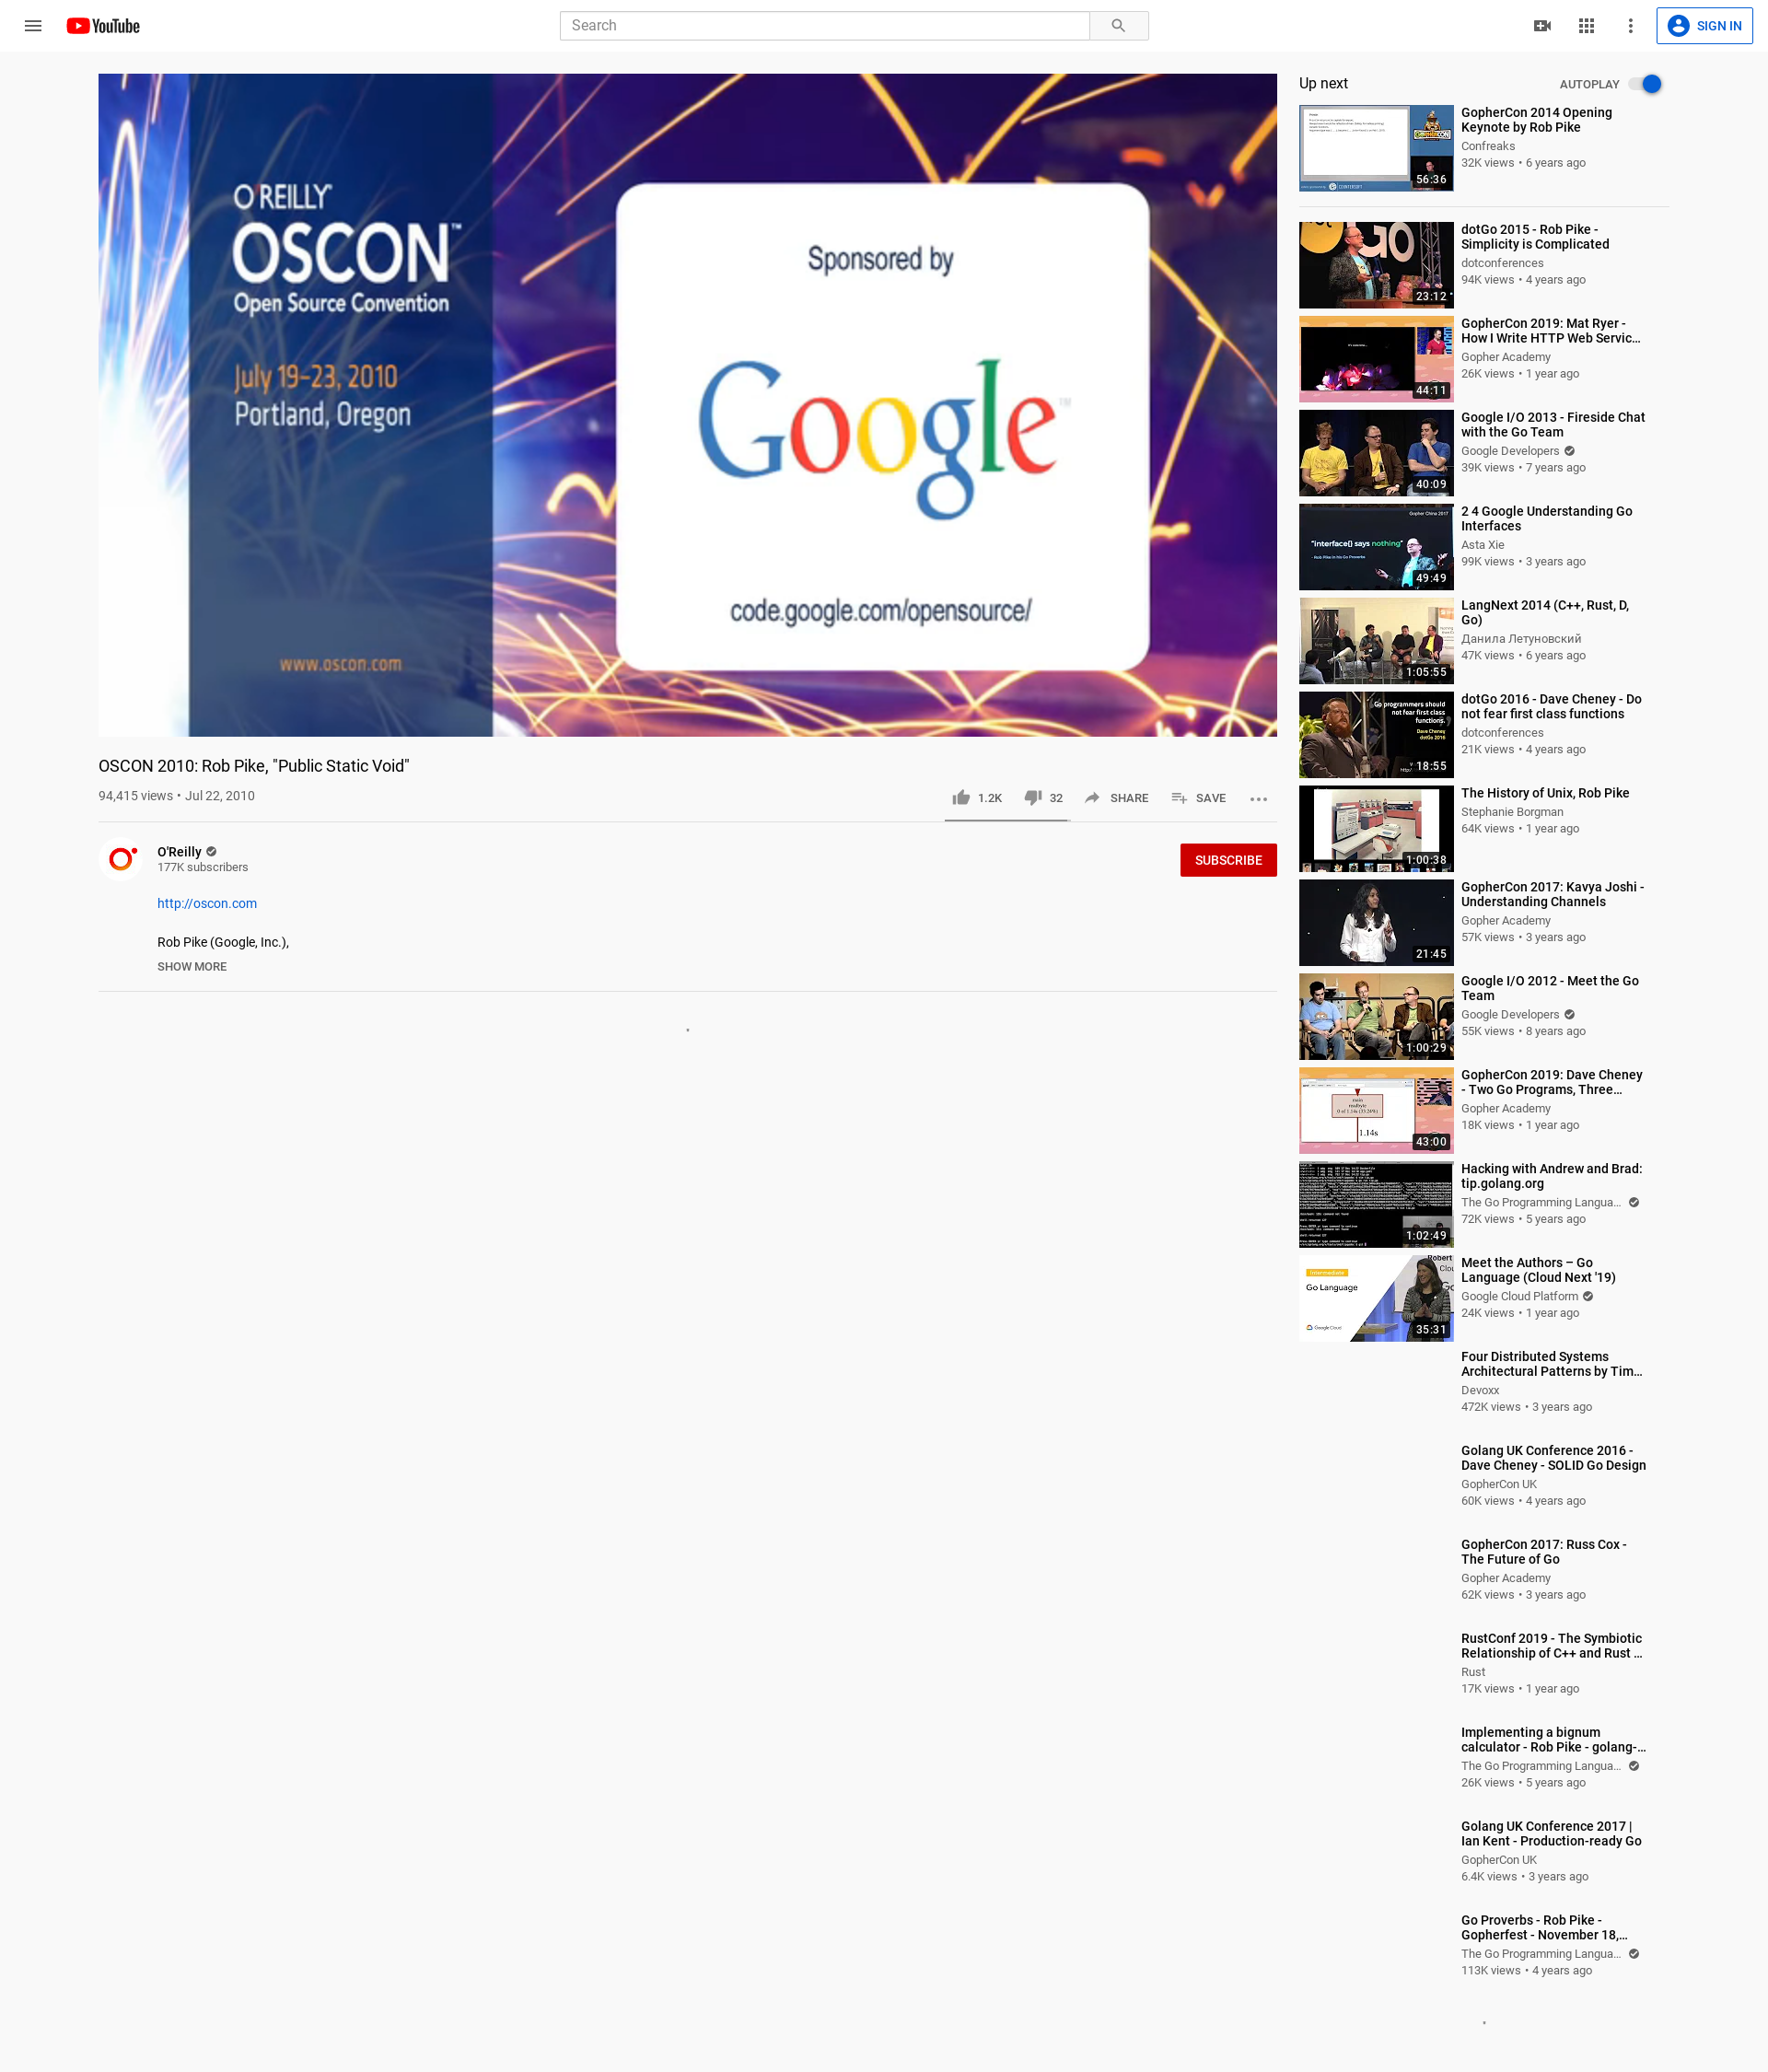 YouTube
Search
SIGN IN
O'REILLY
OSCON™
Open Source Convention
July 19–23, 2010
Portland, Oregon
www.oscon.com
Sponsored by
Google™
code.google.com/opensource/
OSCON 2010: Rob Pike, "Public Static Void"
94,415 views • Jul 22, 2010
1.2K
32
SHARE
SAVE
O'Reilly
177K subscribers
SUBSCRIBE
http://oscon.com
Rob Pike (Google, Inc.),
SHOW MORE
Up next
AUTOPLAY
56:36
GopherCon 2014 Opening
Keynote by Rob Pike
Confreaks
32K views • 6 years ago
GO
23:12
dotGo 2015 - Rob Pike -
Simplicity is Complicated
dotconferences
94K views • 4 years ago
44:11
GopherCon 2019: Mat Ryer -
How I Write HTTP Web Servic...
Gopher Academy
26K views • 1 year ago
40:09
Google I/O 2013 - Fireside Chat
with the Go Team
Google Developers
39K views • 7 years ago
Gopher China 2017
"interface{} says nothing"
- Rob Pike in his Go Proverbs
49:49
2 4 Google Understanding Go
Interfaces
Asta Xie
99K views • 3 years ago
1:05:55
LangNext 2014 (C++, Rust, D,
Go)
Данила Летуновский
47K views • 6 years ago
Go programmers should
not fear first class
functions.
Dave Cheney
dotGo 2016
18:55
dotGo 2016 - Dave Cheney - Do
not fear first class functions
dotconferences
21K views • 4 years ago
1:00:38
The History of Unix, Rob Pike
Stephanie Borgman
64K views • 1 year ago
21:45
GopherCon 2017: Kavya Joshi -
Understanding Channels
Gopher Academy
57K views • 3 years ago
1:00:29
Google I/O 2012 - Meet the Go
Team
Google Developers
55K views • 8 years ago
1.14s
43:00
GopherCon 2019: Dave Cheney
- Two Go Programs, Three...
Gopher Academy
18K views • 1 year ago
1:02:49
Hacking with Andrew and Brad:
tip.golang.org
The Go Programming Langua...
72K views • 5 years ago
Intermediate
Go Language
Google Cloud
Robert
35:31
Meet the Authors – Go
Language (Cloud Next '19)
Google Cloud Platform
24K views • 1 year ago
Four Distributed Systems
Architectural Patterns by Tim...
Devoxx
472K views • 3 years ago
Golang UK Conference 2016 -
Dave Cheney - SOLID Go Design
GopherCon UK
60K views • 4 years ago
GopherCon 2017: Russ Cox -
The Future of Go
Gopher Academy
62K views • 3 years ago
RustConf 2019 - The Symbiotic
Relationship of C++ and Rust ...
Rust
17K views • 1 year ago
Implementing a bignum
calculator - Rob Pike - golang-...
The Go Programming Langua...
26K views • 5 years ago
Golang UK Conference 2017 |
Ian Kent - Production-ready Go
GopherCon UK
6.4K views • 3 years ago
Go Proverbs - Rob Pike -
Gopherfest - November 18,...
The Go Programming Langua...
113K views • 4 years ago